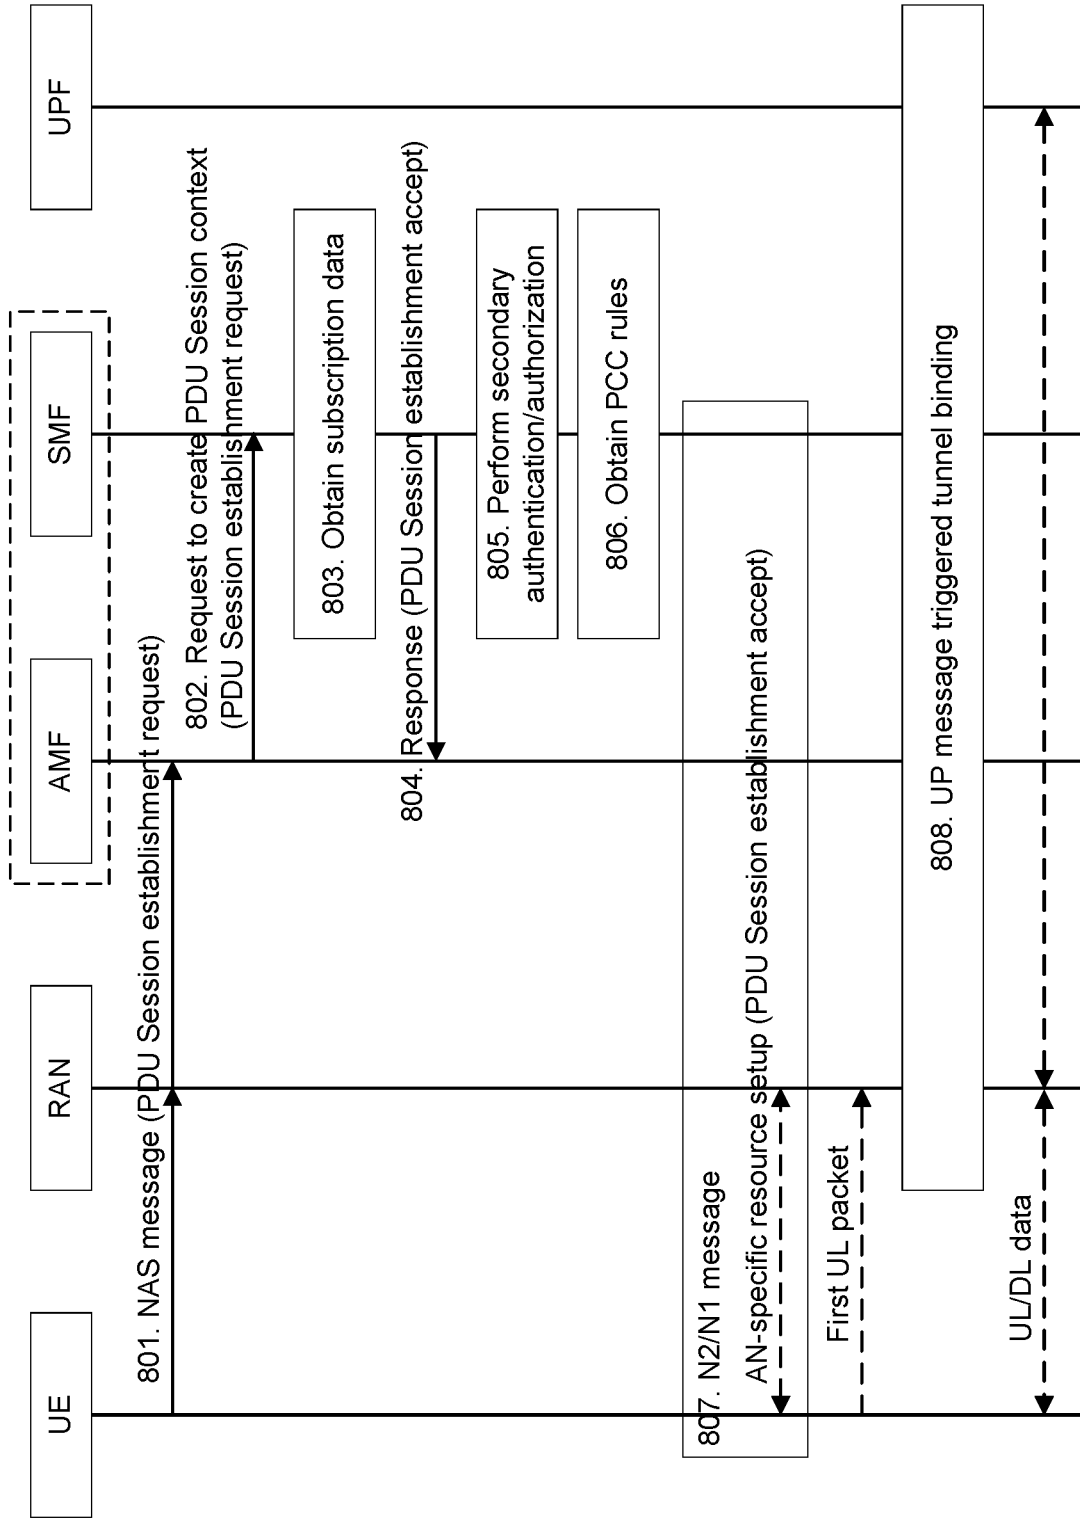 UE
RAN
AMF
SMF
UPF
801. NAS message (PDU Session establishment request)
802. Request to create PDU Session context
(PDU Session establishment request)
803. Obtain subscription data
804. Response (PDU Session establishment accept)
805. Perform secondary
authentication/authorization
806. Obtain PCC rules
807. N2/N1 message
AN-specific resource setup (PDU Session establishment accept)
First UL packet
808. UP message triggered tunnel binding
UL/DL data